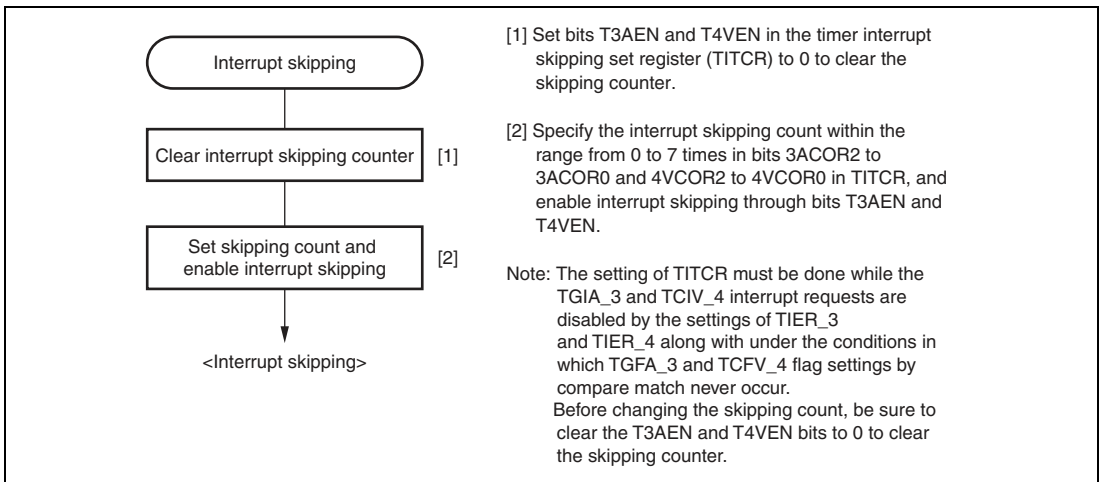 Interrupt skipping
Clear interrupt skipping counter
[1]
Set skipping count and
enable interrupt skipping
[2]
<Interrupt skipping>
[1] Set bits T3AEN and T4VEN in the timer interrupt
skipping set register (TITCR) to 0 to clear the
skipping counter.
[2] Specify the interrupt skipping count within the
range from 0 to 7 times in bits 3ACOR2 to
3ACOR0 and 4VCOR2 to 4VCOR0 in TITCR, and
enable interrupt skipping through bits T3AEN and
T4VEN.
Note: The setting of TITCR must be done while the
TGIA_3 and TCIV_4 interrupt requests are
disabled by the settings of TIER_3
and TIER_4 along with under the conditions in
which TGFA_3 and TCFV_4 flag settings by
compare match never occur.
Before changing the skipping count, be sure to
clear the T3AEN and T4VEN bits to 0 to clear
the skipping counter.